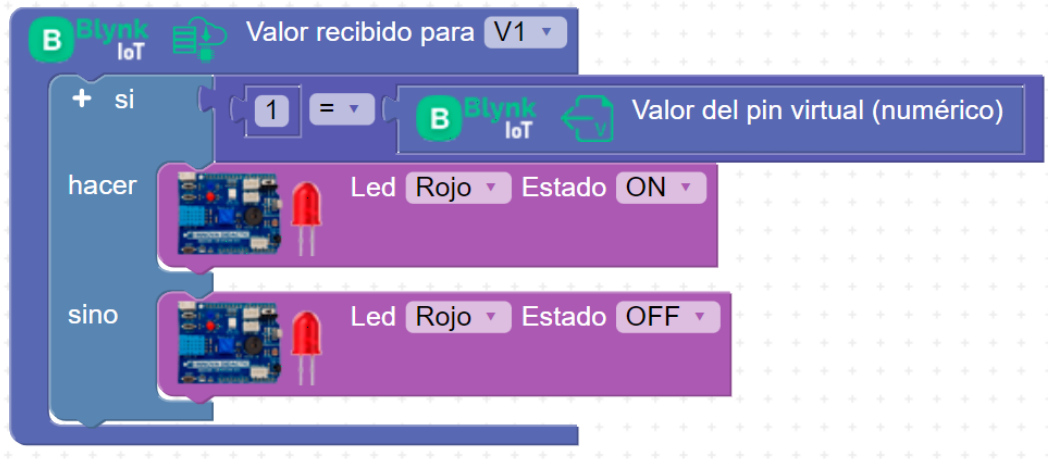 B Blynk IoT Valor recibido para V1
+ si 1 = B Blynk IoT V Valor del pin virtual (numérico)
hacer Led Rojo Estado ON
sino Led Rojo Estado OFF